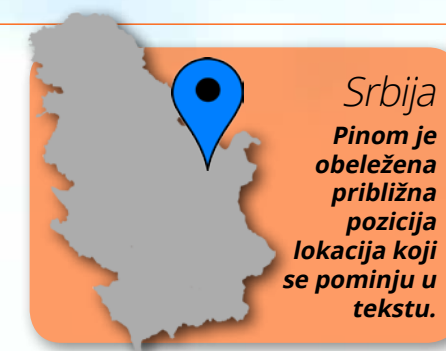 Srbija
Pinom je
obeležena
približna
pozicija
lokacija koji
se pominju u
tekstu.